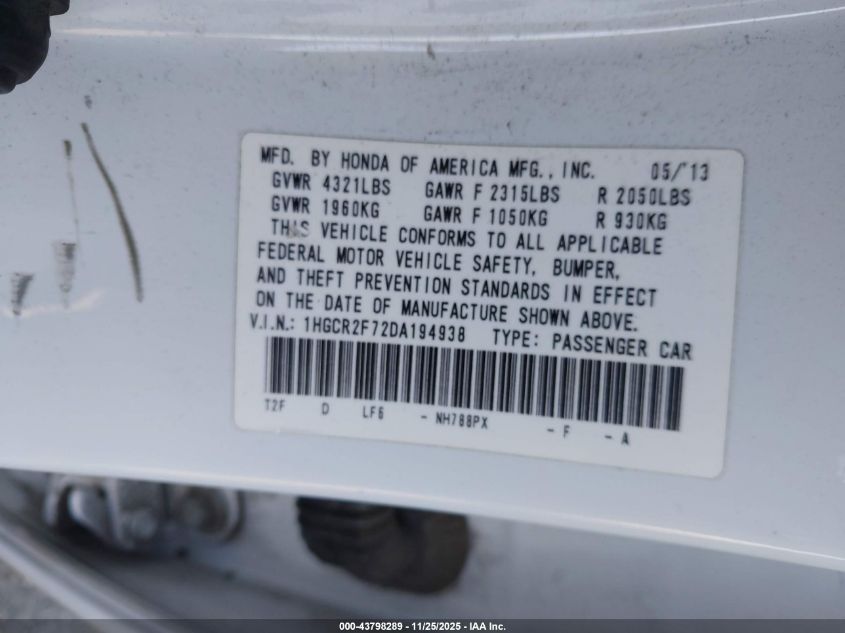 MFD. BY HONDA OF AMERICA MFG., INC. 05/'13
GVWR 4321LBS GAWR F 2315LBS R 2050LBS
GVWR 1960KG GAWR F 1050KG R 930KG
THIS VEHICLE CONFORMS TO ALL APPLICABLE
FEDERAL MOTOR VEHICLE SAFETY, BUMPER,
AND THEFT PREVENTION STANDARDS IN EFFECT
ON THE DATE OF MANUFACTURE SHOWN ABOVE.
V.I.N.: 1HGCR2F72DA194938 TYPE: PASSENGER CAR
T2F D LF6 - NH788PX - F - A
000-43798289 - 11/25/2025 - IAA Inc.